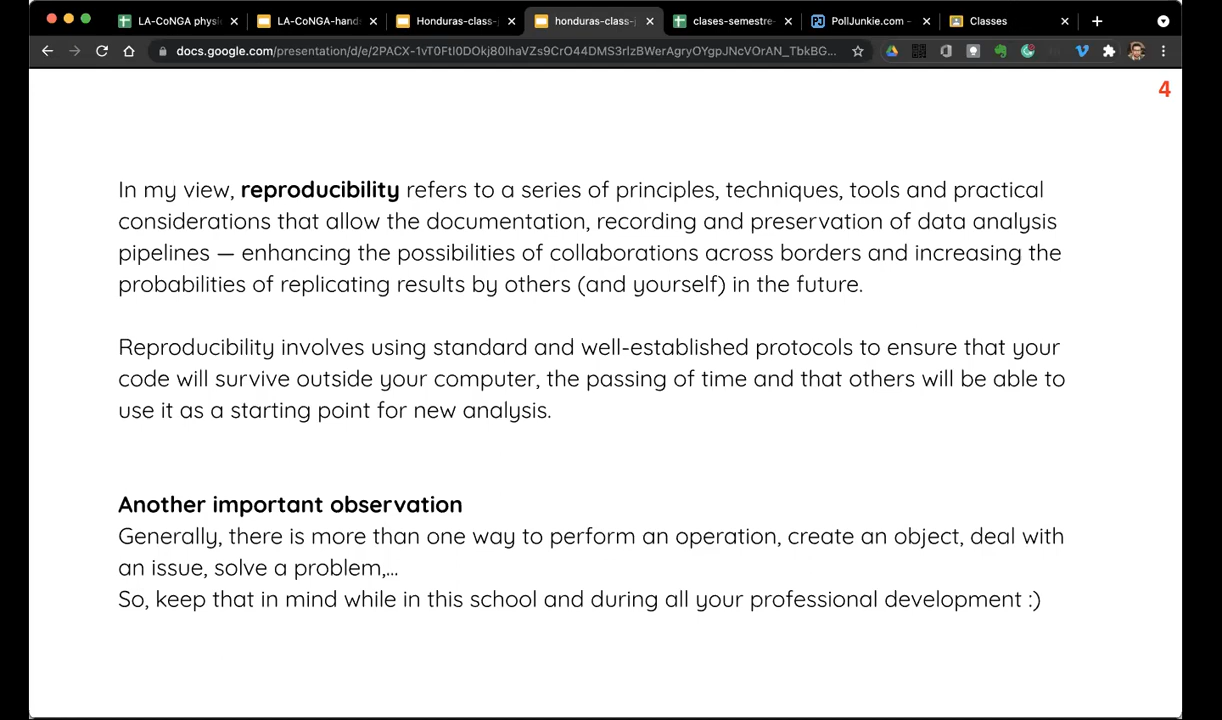 LA-CoNGA physi
LA-CoNGA-hand
Honduras-class-
honduras-class-
clases-semestre-
PollJunkie.com –
Classes
docs.google.com/presentation/d/e/2PACX-1vT0FtI0DOkj80IhaVZs9CrO44DMS3rIzBWerAgryOYgpJNcVOrAN_TbkBG...
4
In my view, reproducibility refers to a series of principles, techniques, tools and practical
considerations that allow the documentation, recording and preservation of data analysis
pipelines — enhancing the possibilities of collaborations across borders and increasing the
probabilities of replicating results by others (and yourself) in the future.
Reproducibility involves using standard and well-established protocols to ensure that your
code will survive outside your computer, the passing of time and that others will be able to
use it as a starting point for new analysis.
Another important observation
Generally, there is more than one way to perform an operation, create an object, deal with
an issue, solve a problem,...
So, keep that in mind while in this school and during all your professional development :)